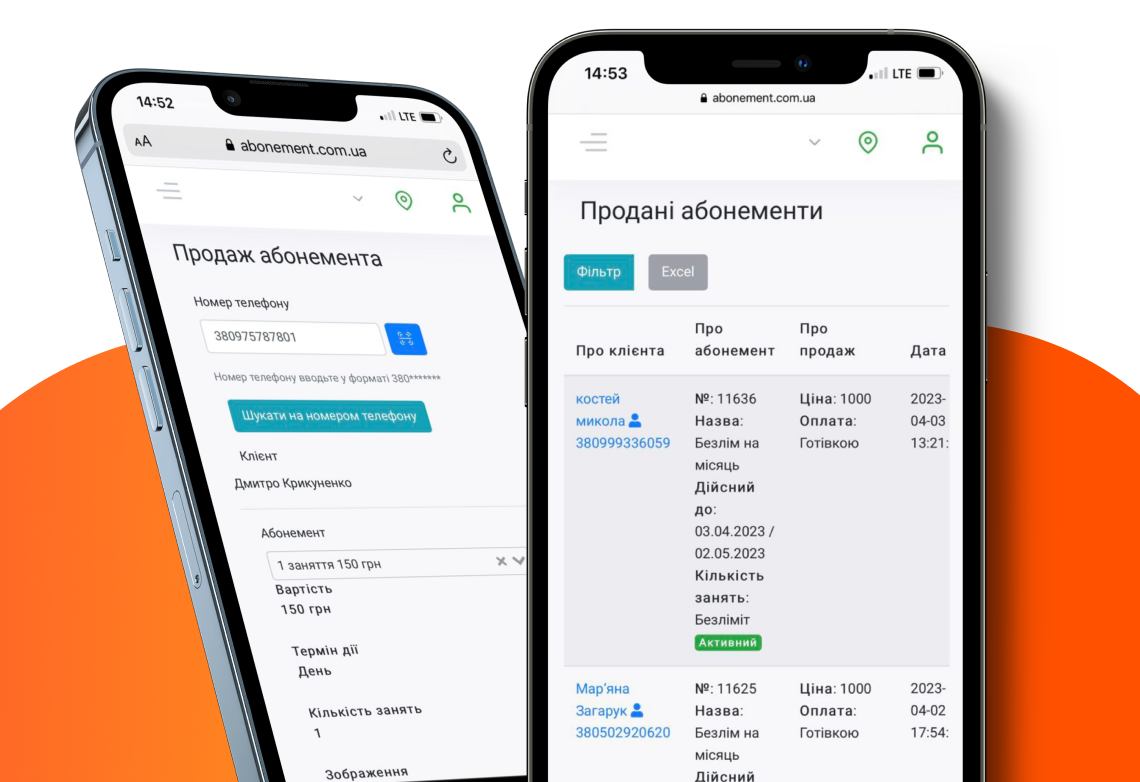 14:52
LTE
AA
abonement.com.ua
Продаж абонемента
Номер телефону
380975787801
Номер телефону вводьте у форматі 380*******
Шукати на номером телефону
Клієнт
Дмитро Крикуненко
Абонемент
1 заняття 150 грн
Вартість
150 грн
Термін дії
День
Кількість занять
1
Зображення
14:53
LTE
abonement.com.ua
Продані абонементи
Фільтр Excel
Про клієнта Про абонемент Про продаж Дата
костей
микола
380999336059
№: 11636
Назва:
Безлім на
місяць
Дійсний
до:
03.04.2023 /
02.05.2023
Кількість
занять:
Безліміт
Активний
Ціна: 1000
Оплата:
Готівкою
2023-
04-03
13:21:
Мар'яна
Загарук
380502920620
№: 11625
Назва:
Безлім на
місяць
Дійсний
Ціна: 1000
Оплата:
Готівкою
2023-
04-02
17:54: